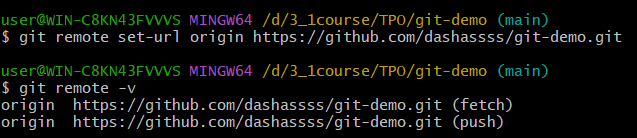 user@WIN-C8KN43FVVVS MINGW64 /d/3_1course/TPO/git-demo (main)
$ git remote set-url origin https://github.com/dashassss/git-demo.git
user@WIN-C8KN43FVVVS MINGW64 /d/3_1course/TPO/git-demo (main)
$ git remote -v
origin  https://github.com/dashassss/git-demo.git (fetch)
origin  https://github.com/dashassss/git-demo.git (push)